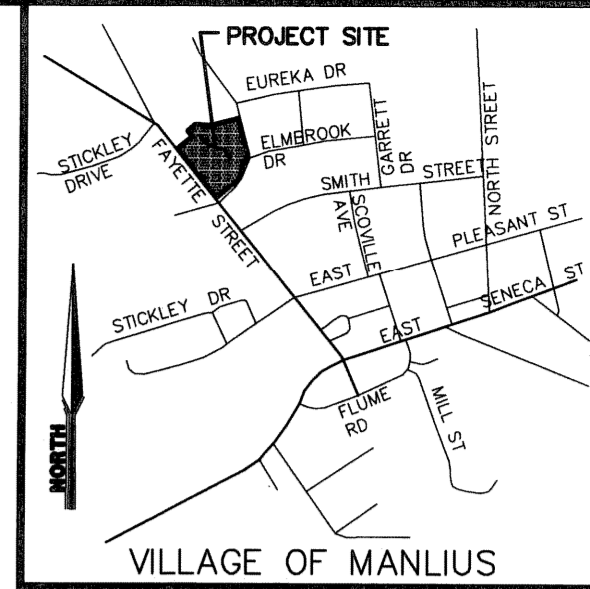 PROJECT SITE
EUREKA DR
ELMBROOK
DR
GARRETT
DR
NORTH STREET
STICKLEY
DRIVE
FAYETTE
STREET
SMITH
STREET
SCOVILLE
AVE
PLEASANT ST
EAST
STICKLEY DR
SENECA ST
EAST
FLUME
RD
MILL ST
NORTH
VILLAGE OF MANLIUS